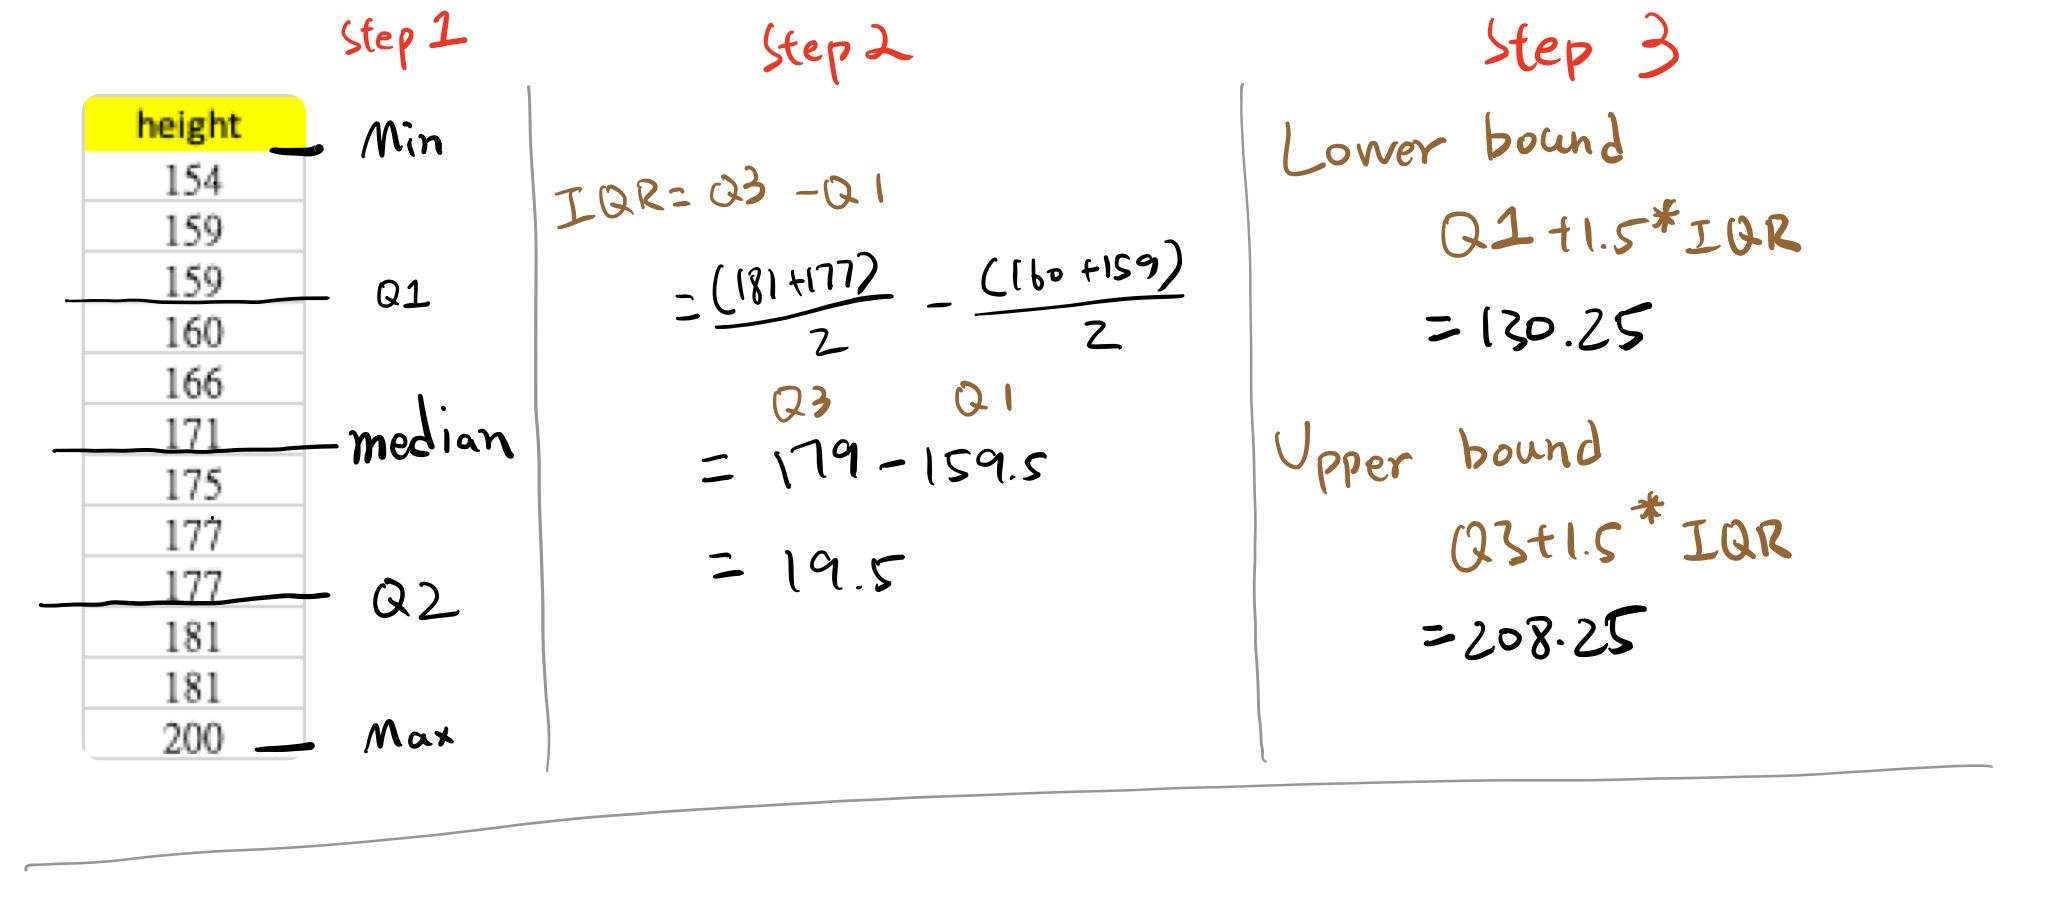 Step 1
height
Min
154
159
159
Q1
160
166
171
median
175
177
177
Q2
181
181
200
Max
Step 2
IQR = Q3 - Q1
= (181 + 177) / 2 - (160 + 159) / 2
Q3 Q1
= 179 - 159.5
= 19.5
Step 3
Lower bound
Q1 + 1.5 * IQR
= 130.25
Upper bound
Q3 + 1.5 * IQR
= 208.25